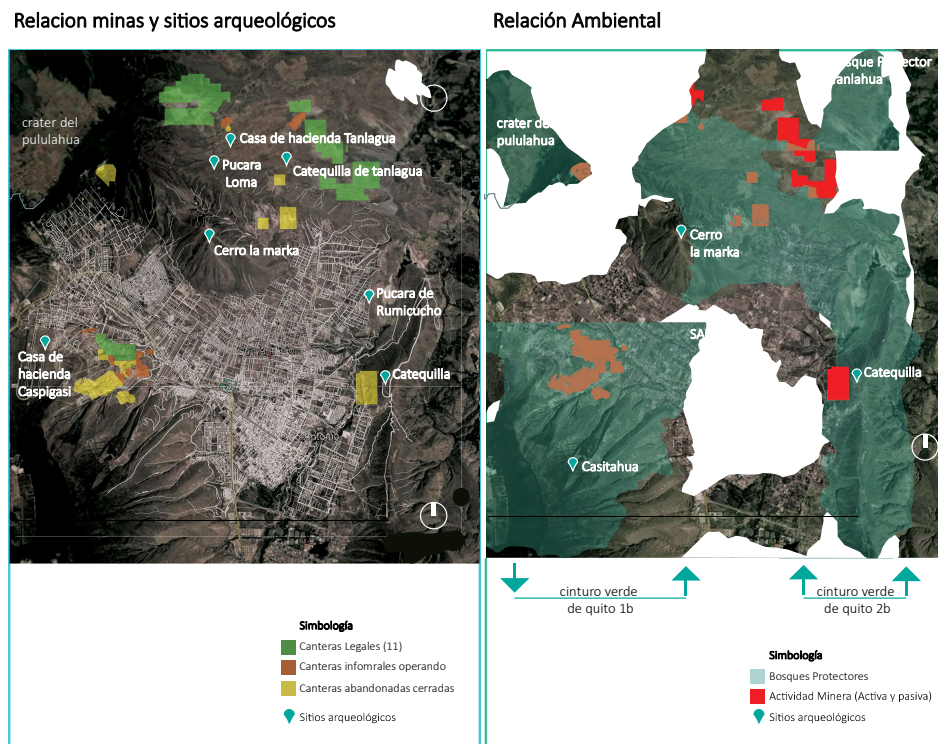 Relacion minas y sitios arqueológicos
crater del
pululahua
Casa de hacienda Tanlagua
Pucara
Loma
Catequilla de tanlagua
Cerro la marka
Pucara de
Rumicucho
Casa de
hacienda
Caspigasi
Catequilla
Simbología
Canteras Legales (11)
Canteras infomrales operando
Canteras abandonadas cerradas
Sitios arqueológicos
Relación Ambiental
crater de
pululahua
Cerro
la marka
Catequilla
Casitahua
cinturo verde
de quito 1b
cinturo verde
de quito 2b
Simbología
Bosques Protectores
Actividad Minera (Activa y pasiva)
Sitios arqueológicos